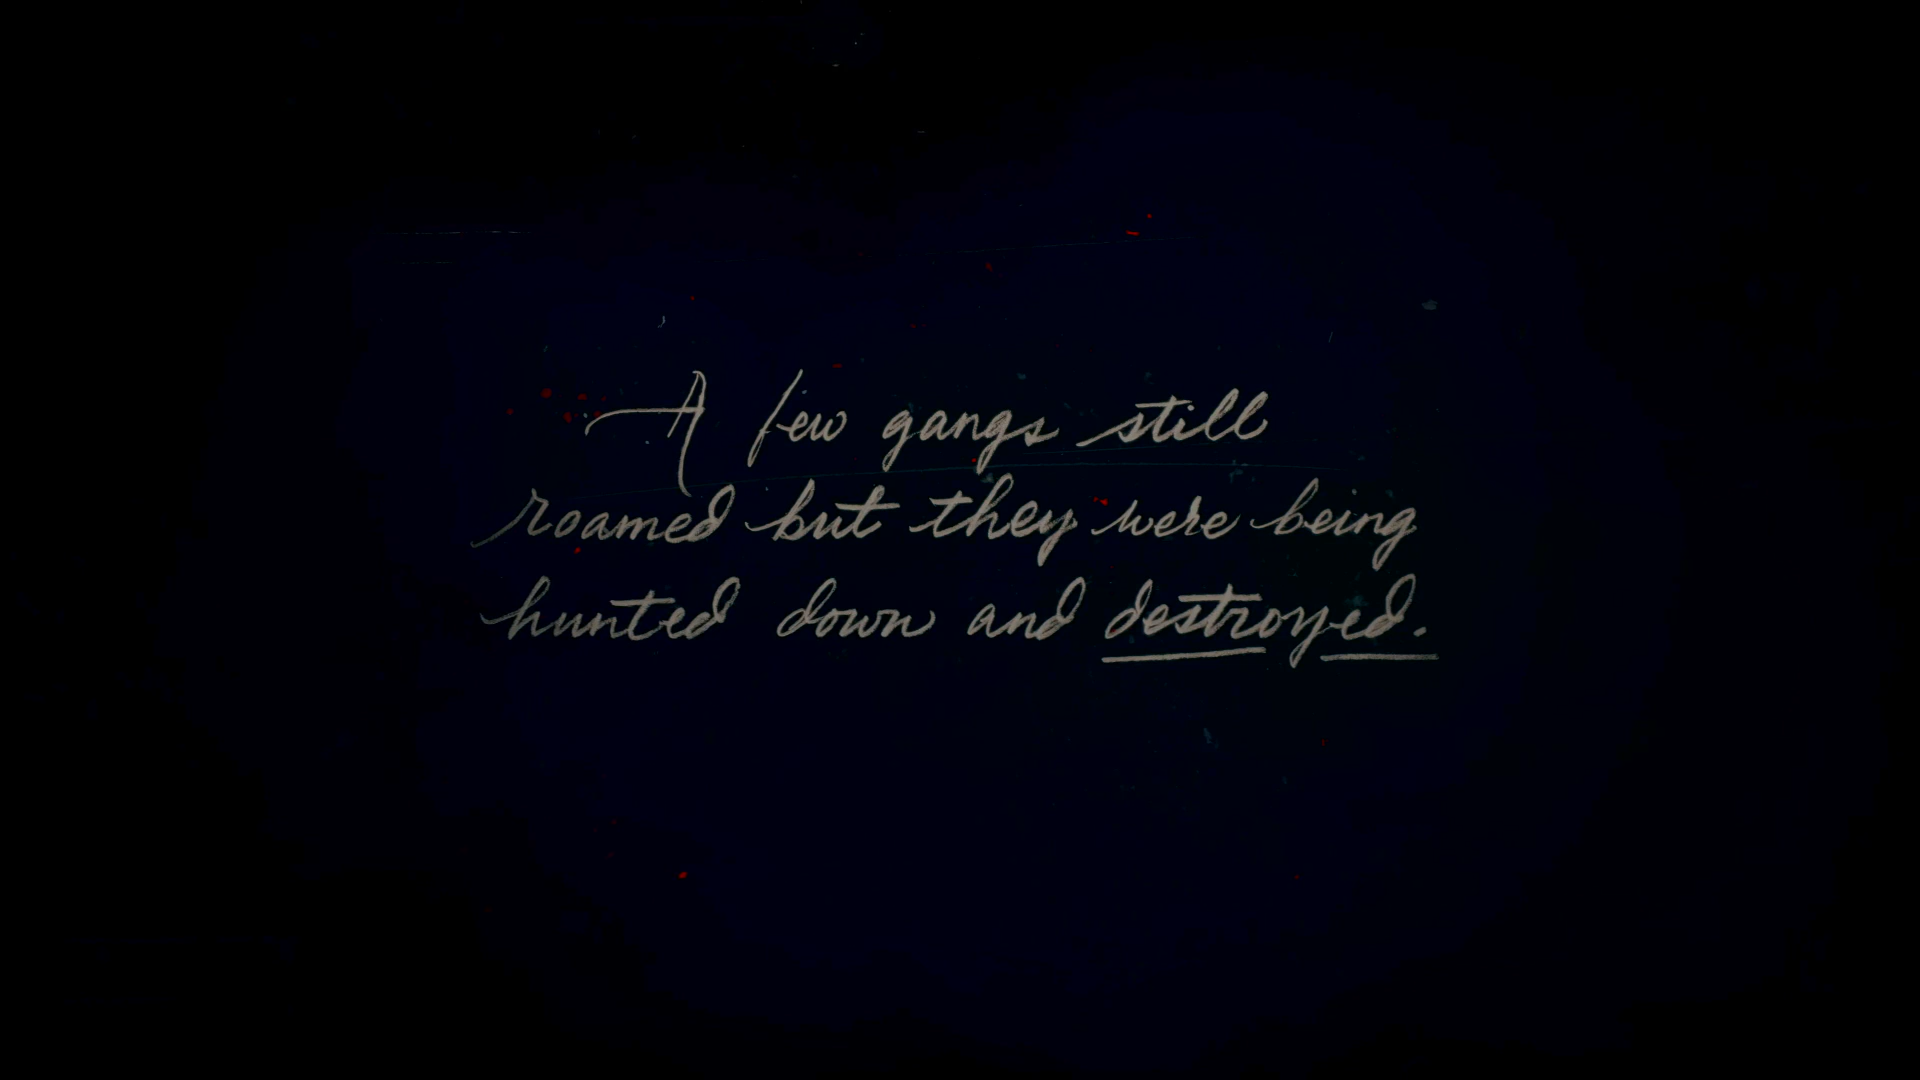 A few gangs still
roamed but they were being
hunted down and destroyed.